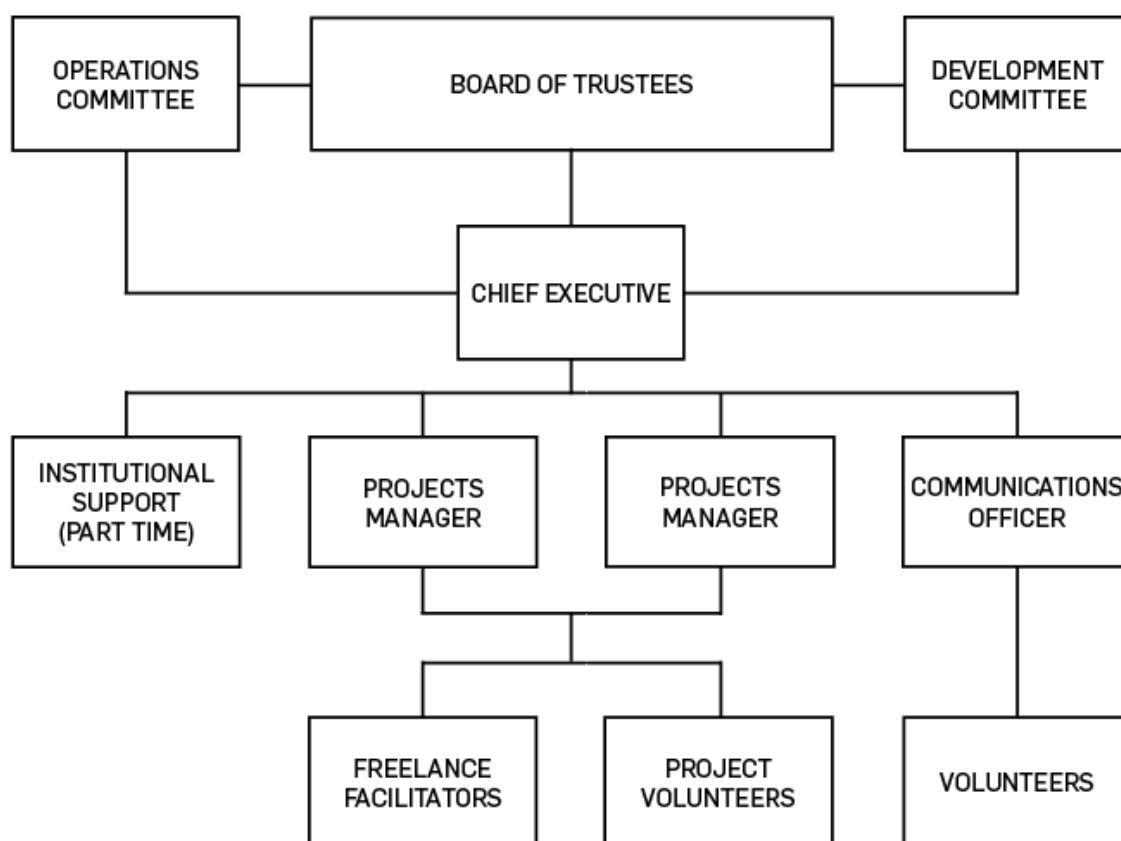 OPERATIONS
COMMITTEE
BOARD OF TRUSTEES
DEVELOPMENT
COMMITTEE
CHIEF EXECUTIVE
INSTITUTIONAL
SUPPORT
(PART TIME)
PROJECTS
MANAGER
PROJECTS
MANAGER
COMMUNICATIONS
OFFICER
FREELANCE
FACILITATORS
PROJECT
VOLUNTEERS
VOLUNTEERS